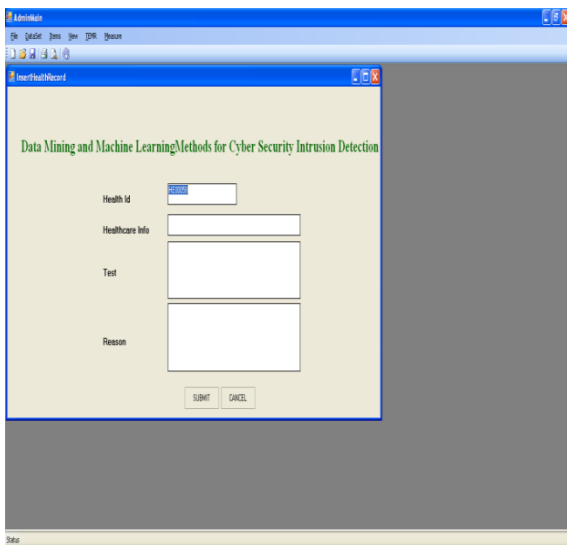 AdminMain
File DataSet Items View TEMR Measure
InsertHealthRecord
Data Mining and Machine LearningMethods for Cyber Security Intrusion Detection
Health Id
Healthcare Info
Test
Reason
SUBMIT CANCEL
Status